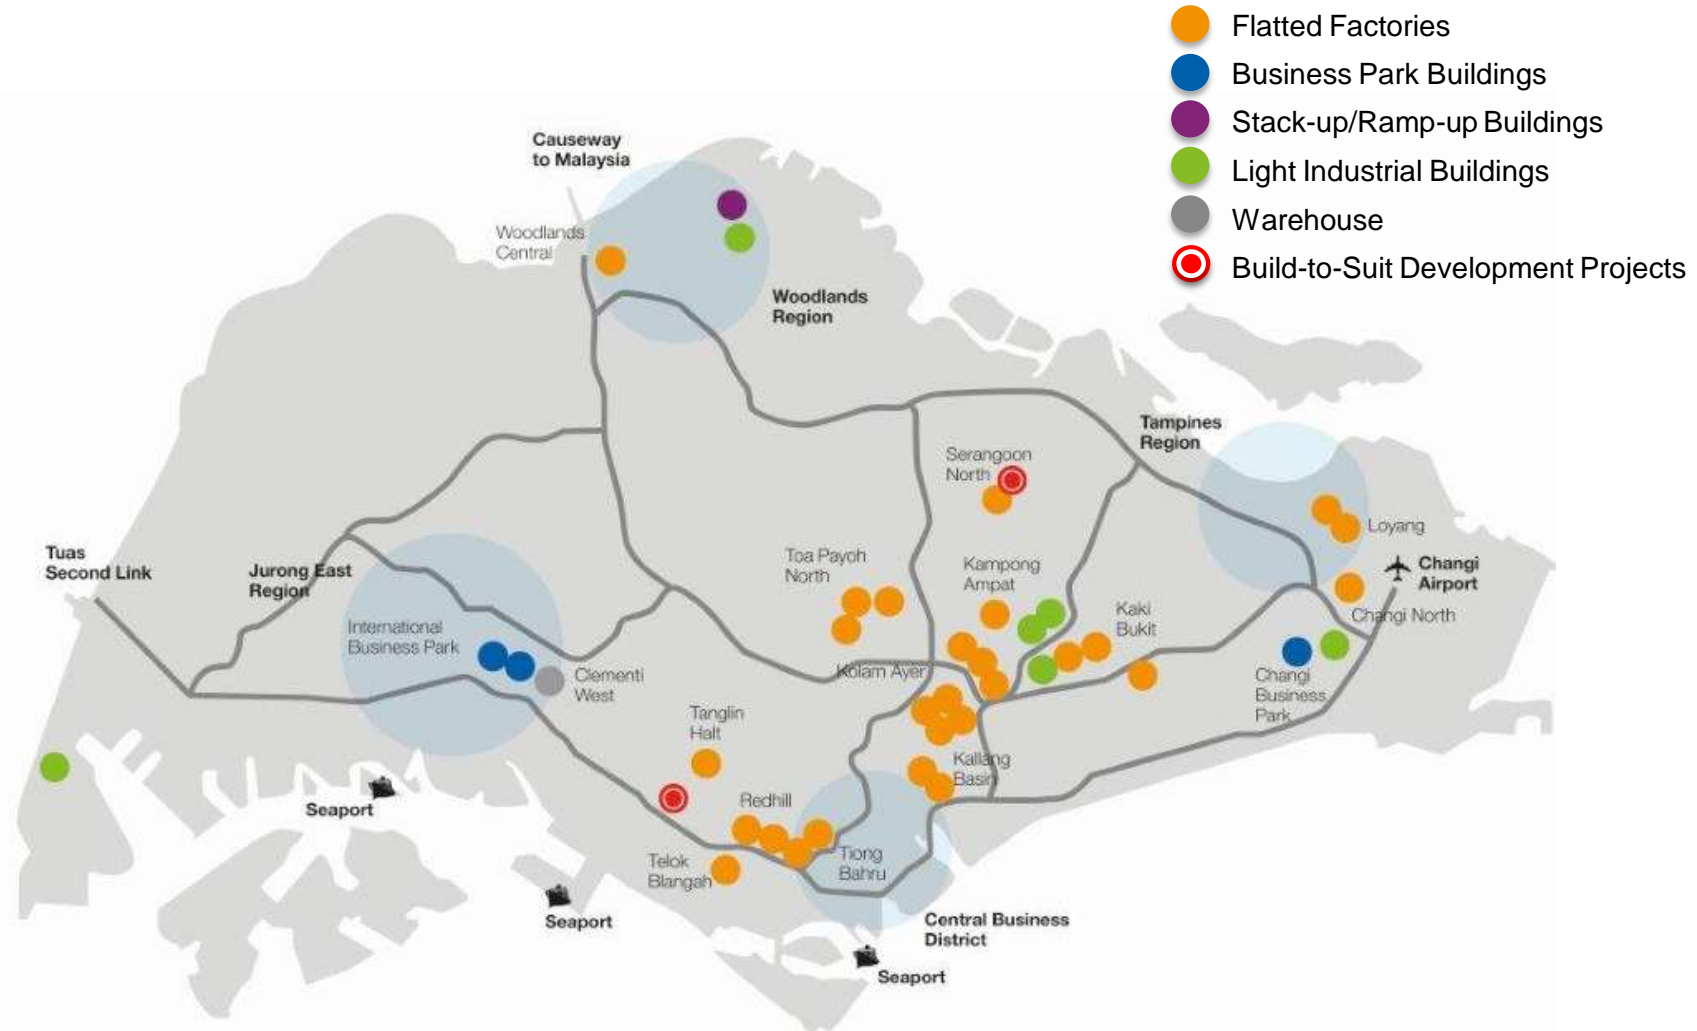 Flatted Factories
Business Park Buildings
Stack-up/Ramp-up Buildings
Light Industrial Buildings
Warehouse
Build-to-Suit Development Projects
Causeway
to Malaysia
Woodlands
Central
Woodlands
Region
Tampines
Region
Serangoon
North
Loyang
Changi
Airport
Changi North
Tuas
Second Link
Jurong East
Region
Toa Payoh
North
Kampong
Ampat
Kaki
Bukit
International
Business Park
Clementi
West
Kolam Ayer
Changi
Business
Park
Tanglin
Halt
Kallang
Basin
Seaport
Redhill
Telok
Blangah
Tiong
Bahru
Seaport
Central Business
District
Seaport